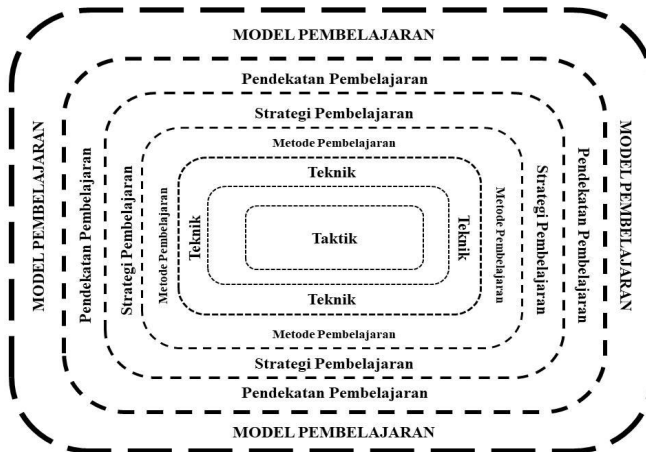 MODEL PEMBELAJARAN
Pendekatan Pembelajaran
Strategi Pembelajaran
Metode Pembelajaran
Teknik
MODEL PEMBELAJARAN
Pendekatan Pembelajaran
Strategi Pembelajaran
Metode Pembelajaran
Teknik
Taktik
Teknik
Metode Pembelajaran
Strategi Pembelajaran
Pendekatan Pembelajaran
MODEL PEMBELAJARAN
Teknik
Metode Pembelajaran
Strategi Pembelajaran
Pendekatan Pembelajaran
MODEL PEMBELAJARAN